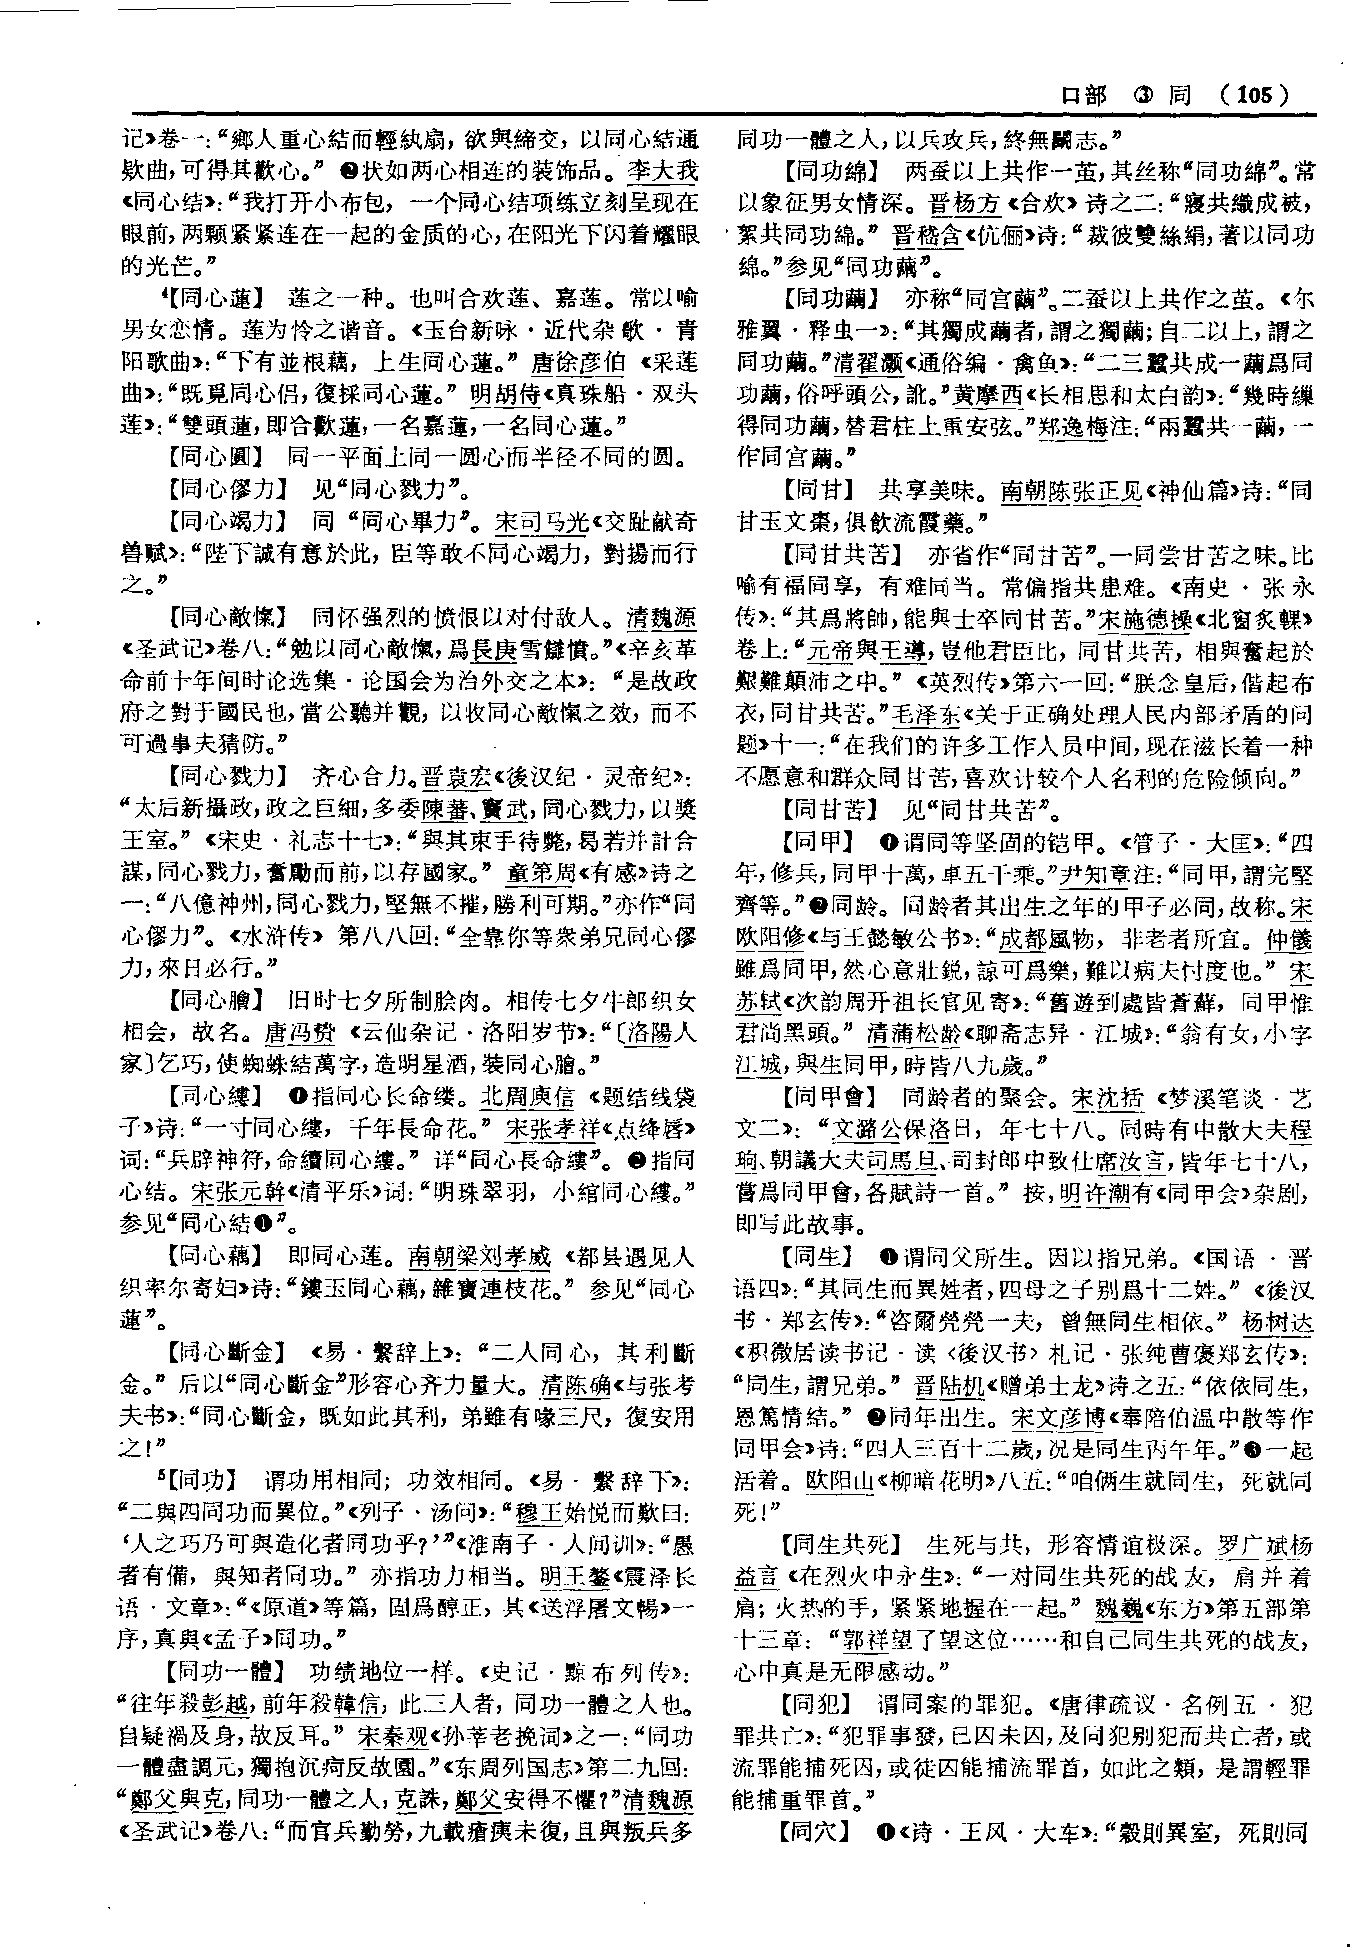 口部 ③ 同 （105）
记》卷一：“鄉人重心結而輕紈扇，欲與締交，以同心結通
欵曲，可得其歡心。” ❷状如两心相连的装饰品。李大我
《同心结》：“我打开小布包，一个同心结项练立刻呈现在
眼前，两颗紧紧连在一起的金质的心，在阳光下闪着耀眼
的光芒。”
⁴【同心蓮】 莲之一种。也叫合欢莲、嘉莲。常以喻
男女恋情。莲为怜之谐音。《玉台新咏·近代杂歌·青
阳歌曲》：“下有並根藕，上生同心蓮。” 唐徐彦伯《采莲
曲》：“既覓同心侣，復採同心蓮。” 明胡侍《真珠船·双头
莲》：“雙頭蓮，即合歡蓮，一名嘉蓮，一名同心蓮。”
【同心圓】 同一平面上同一圆心而半径不同的圆。
【同心僇力】 见“同心戮力”。
【同心竭力】 同“同心畢力”。宋司马光《交趾献奇
兽赋》：“陛下誠有意於此，臣等敢不同心竭力，對揚而行
之。”
【同心敵愾】 同怀强烈的愤恨以对付敌人。清魏源
《圣武记》卷八：“勉以同心敵愾，爲長庚雪讎憤。”《辛亥革
命前十年间时论选集·论国会为治外交之本》：“是故政
府之對于國民也，當公聽并觀，以收同心敵愾之效，而不
可過事夫猜防。”
【同心戮力】 齐心合力。晋袁宏《後汉纪·灵帝纪》：
“太后新攝政，政之巨細，多委陳蕃、竇武，同心戮力，以獎
王室。” 《宋史·礼志十七》：“與其束手待斃，曷若并計合
謀，同心戮力，奮勵而前，以存國家。” 童第周《有感》诗之
一：“八億神州，同心戮力，堅無不摧，勝利可期。”亦作“同
心僇力”。《水浒传》第八八回：“全靠你等衆弟兄同心僇
力，來日必行。”
【同心膾】 旧时七夕所制脍肉。相传七夕牛郎织女
相会，故名。唐冯贽《云仙杂记·洛阳岁节》：“〔洛陽人
家〕乞巧，使蜘蛛結萬字，造明星酒，裝同心膾。”
【同心縷】 ❶指同心长命缕。北周庾信《题结线袋
子》诗：“一寸同心縷，千年長命花。” 宋张孝祥《点绛唇》
词：“兵辟神符，命續同心縷。” 详“同心長命縷”。❷指同
心结。宋张元幹《清平乐》词：“明珠翠羽，小綰同心縷。”
参见“同心結❶”。
【同心藕】 即同心莲。南朝梁刘孝威《都县遇见人
织率尔寄妇》诗：“鏤玉同心藕，雜寶連枝花。” 参见“同心
蓮”。
【同心斷金】 《易·繫辞上》：“二人同心，其利斷
金。” 后以“同心斷金”形容心齐力量大。清陈确《与张考
夫书》：“同心斷金，既如此其利，弟雖有喙三尺，復安用
之！”
⁵【同功】 谓功用相同；功效相同。《易·繫辞下》：
“二與四同功而異位。”《列子·汤问》：“穆王始悦而歎曰：
‘人之巧乃可與造化者同功乎？’”《淮南子·人间训》：“愚
者有備，與知者同功。” 亦指功力相当。明王鏊《震泽长
语·文章》：“《原道》等篇，固爲醇正，其《送浮屠文暢》一
序，真與《孟子》同功。”
【同功一體】 功绩地位一样。《史记·黥布列传》：
“往年殺彭越，前年殺韓信，此三人者，同功一體之人也。
自疑禍及身，故反耳。” 宋秦观《孙莘老挽词》之一：“同功
一體盡調元，獨抱沉疴反故園。”《东周列国志》第二九回：
“鄭父與克，同功一體之人，克誅，鄭父安得不懼？”清魏源
《圣武记》卷八：“而官兵勤勞，九載瘡痍未復，且與叛兵多
同功一體之人，以兵攻兵，終無鬭志。”
【同功綿】 两蚕以上共作一茧，其丝称“同功綿”。常
以象征男女情深。晋杨方《合欢》诗之二：“寢共織成被，
絮共同功綿。” 晋嵇含《伉俪》诗：“裁彼雙絲絹，著以同功
綿。”参见“同功繭”。
【同功繭】 亦称“同宫繭”。二蚕以上共作之茧。《尔
雅翼·释虫一》：“其獨成繭者，謂之獨繭；自二以上，謂之
同功繭。”清翟灏《通俗编·禽鱼》：“二三蠶共成一繭爲同
功繭，俗呼頭公，訛。”黄摩西《长相思和太白韵》：“幾時繅
得同功繭，替君柱上重安弦。”郑逸梅注：“兩蠶共一繭，一
作同宫繭。”
【同甘】 共享美味。南朝陈张正见《神仙篇》诗：“同
甘玉文棗，俱飲流霞藥。”
【同甘共苦】 亦省作“同甘苦”。一同尝甘苦之味。比
喻有福同享，有难同当。常偏指共患难。《南史·张永
传》：“其爲將帥，能與士卒同甘苦。”宋施德操《北窗炙輠》
卷上：“元帝與王導，豈他君臣比，同甘共苦，相與奮起於
艱難顛沛之中。” 《英烈传》第六一回：“朕念皇后，偕起布
衣，同甘共苦。”毛泽东《关于正确处理人民内部矛盾的问
题》十一：“在我们的许多工作人员中间，现在滋长着一种
不愿意和群众同甘苦，喜欢计较个人名利的危险倾向。”
【同甘苦】 见“同甘共苦”。
【同甲】 ❶谓同等坚固的铠甲。《管子·大匡》：“四
年，修兵，同甲十萬，車五千乘。”尹知章注：“同甲，謂完堅
齊等。”❷同龄。同龄者其出生之年的甲子必同，故称。宋
欧阳修《与王懿敏公书》：“成都風物，非老者所宜。仲儀
雖爲同甲，然心意壯鋭，諒可爲樂，難以病夫忖度也。” 宋
苏轼《次韵周开祖长官见寄》：“舊遊到處皆蒼蘚，同甲惟
君尚黑頭。” 清蒲松龄《聊斋志异·江城》：“翁有女，小字
江城，與生同甲，時皆八九歲。”
【同甲會】 同龄者的聚会。宋沈括《梦溪笔谈·艺
文二》：“文潞公保洛日，年七十八。同時有中散大夫程
珦、朝議大夫司馬旦、司封郎中致仕席汝言，皆年七十八，
嘗爲同甲會，各賦詩一首。” 按，明许潮有《同甲会》杂剧，
即写此故事。
【同生】 ❶谓同父所生。因以指兄弟。《国语·晋
语四》：“其同生而異姓者，四母之子别爲十二姓。” 《後汉
书·郑玄传》：“咨爾煢煢一夫，曾無同生相依。” 杨树达
《积微居读书记·读〈後汉书〉札记·张纯曹褒郑玄传》：
“同生，謂兄弟。” 晋陆机《赠弟士龙》诗之五：“依依同生，
恩篤情結。” ❷同年出生。宋文彦博《奉陪伯温中散等作
同甲会》诗：“四人三百十二歲，况是同生丙午年。”❸一起
活着。欧阳山《柳暗花明》八五：“咱俩生就同生，死就同
死！”
【同生共死】 生死与共，形容情谊极深。罗广斌杨
益言《在烈火中永生》：“一对同生共死的战友，肩并着
肩；火热的手，紧紧地握在一起。” 魏巍《东方》第五部第
十三章：“郭祥望了望这位……和自己同生共死的战友，
心中真是无限感动。”
【同犯】 谓同案的罪犯。《唐律疏议·名例五·犯
罪共亡》：“犯罪事發，已囚未囚，及同犯别犯而共亡者，或
流罪能捕死囚，或徒囚能捕流罪首，如此之類，是謂輕罪
能捕重罪首。”
【同穴】 ❶《诗·王风·大车》：“穀則異室，死則同